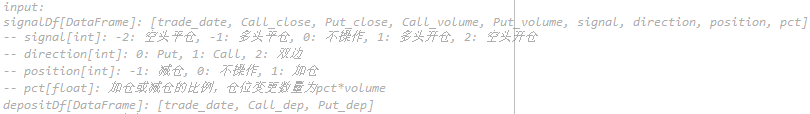 input:
signalDf[DataFrame]: [trade_date, Call_close, Put_close, Call_volume, Put_volume, signal, direction, position, pct]
-- signal[int]: -2: 空头平仓, -1: 多头平仓, 0: 不操作, 1: 多头开仓, 2: 空头开仓
-- direction[int]: 0: Put, 1: Call, 2: 双边
-- position[int]: -1: 减仓, 0: 不操作, 1: 加仓
-- pct[float]: 加仓或减仓的比例，仓位变更数量为pct*volume
depositDf[DataFrame]: [trade_date, Call_dep, Put_dep]